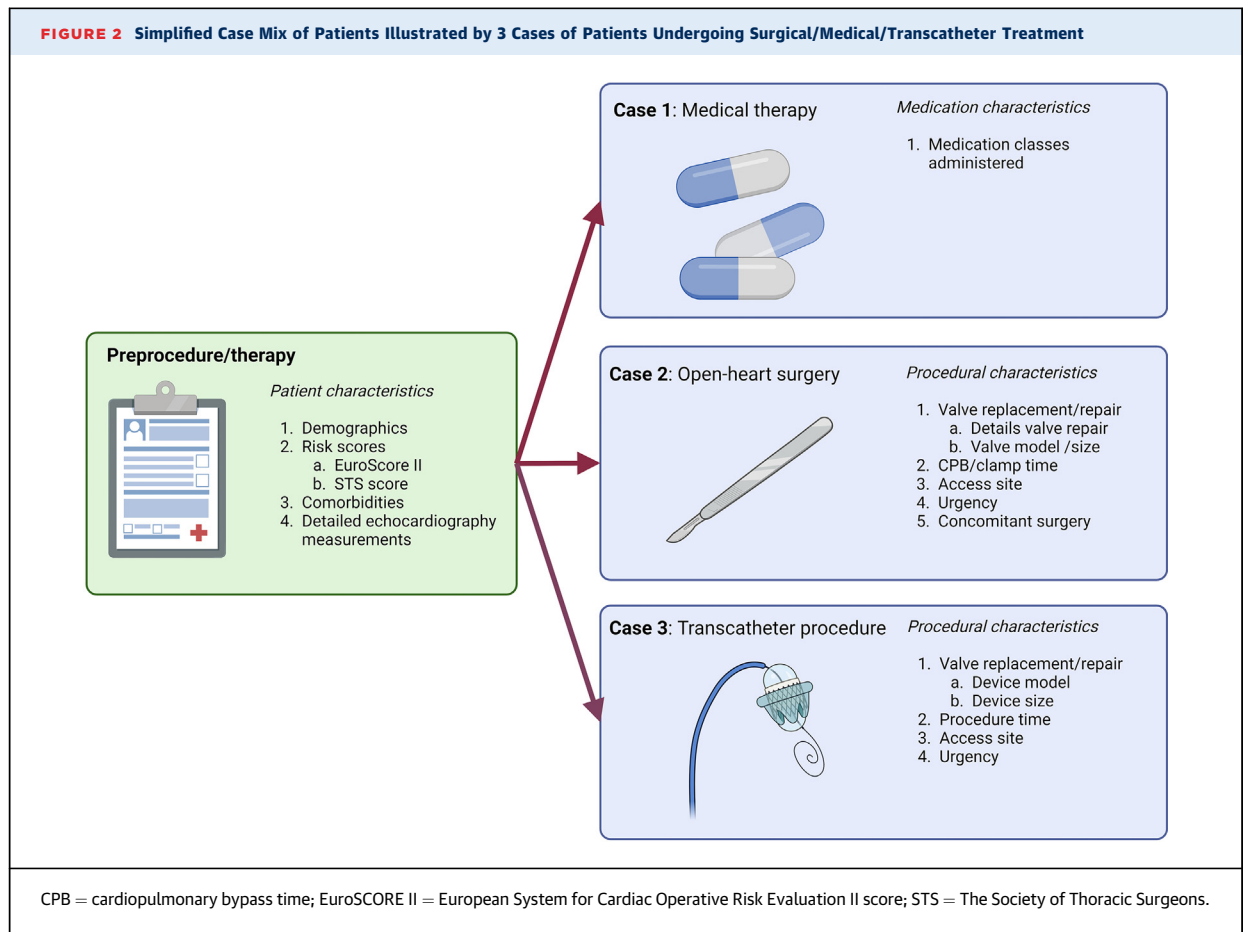 FIGURE 2 Simplified Case Mix of Patients Illustrated by 3 Cases of Patients Undergoing Surgical/Medical/Transcatheter Treatment
Preprocedure/therapy
Patient characteristics
1. Demographics
2. Risk scores
a. EuroScore II
b. STS score
3. Comorbidities
4. Detailed echocardiography
measurements
Case 1: Medical therapy
Medication characteristics
1. Medication classes
administered
Case 2: Open-heart surgery
Procedural characteristics
1. Valve replacement/repair
a. Details valve repair
b. Valve model /size
2. CPB/clamp time
3. Access site
4. Urgency
5. Concomitant surgery
Case 3: Transcatheter procedure
Procedural characteristics
1. Valve replacement/repair
a. Device model
b. Device size
2. Procedure time
3. Access site
4. Urgency
CPB = cardiopulmonary bypass time; EuroSCORE II = European System for Cardiac Operative Risk Evaluation II score; STS = The Society of Thoracic Surgeons.